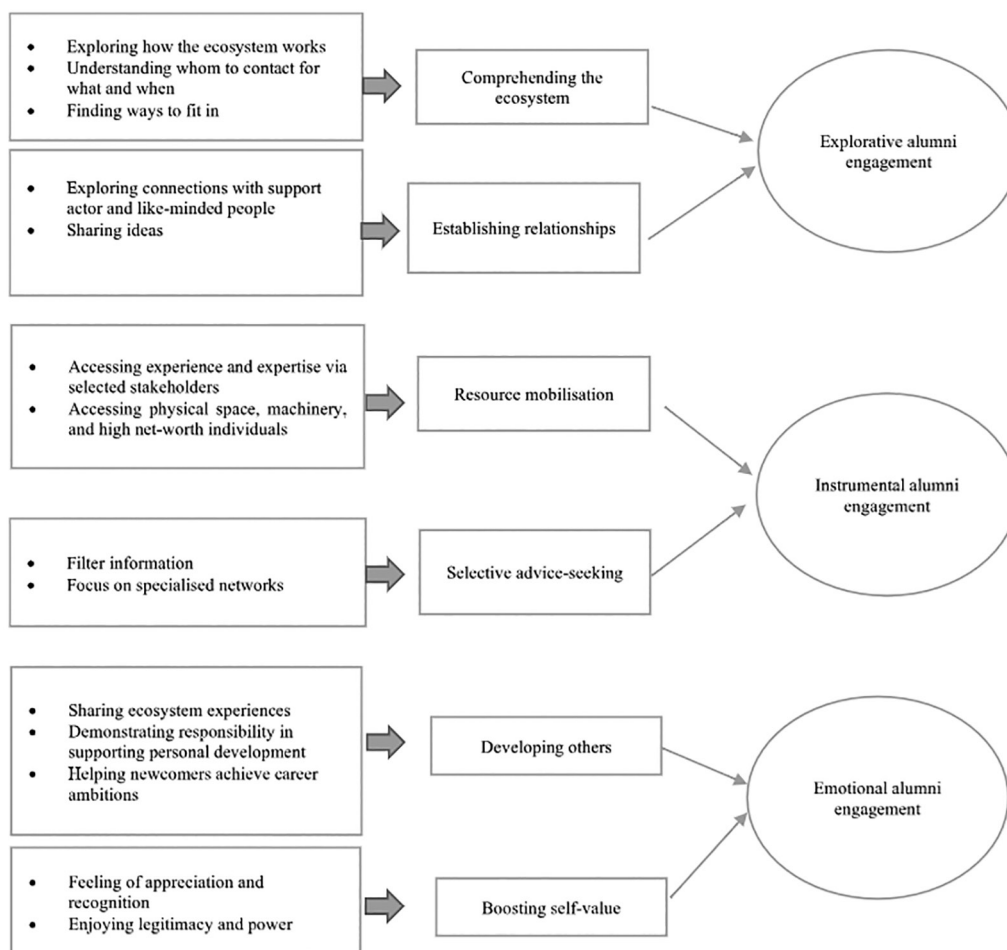 • Exploring how the ecosystem works
• Understanding whom to contact for
what and when
• Finding ways to fit in
Comprehending the
ecosystem
• Exploring connections with support
actor and like-minded people
• Sharing ideas
Establishing relationships
Explorative alumni
engagement
• Accessing experience and expertise via
selected stakeholders
• Accessing physical space, machinery,
and high net-worth individuals
Resource mobilisation
• Filter information
• Focus on specialised networks
Selective advice-seeking
Instrumental alumni
engagement
• Sharing ecosystem experiences
• Demonstrating responsibility in
supporting personal development
• Helping newcomers achieve career
ambitions
Developing others
• Feeling of appreciation and
recognition
• Enjoying legitimacy and power
Boosting self-value
Emotional alumni
engagement